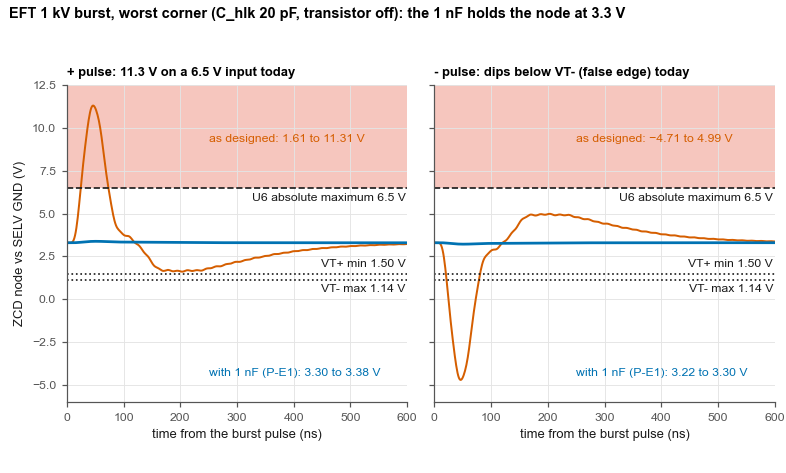 EFT 1 kV burst, worst corner (C_hlk 20 pF, transistor off): the 1 nF holds the node at 3.3 V
+ pulse: 11.3 V on a 6.5 V input today
- pulse: dips below VT- (false edge) today
12.5
10.0
7.5
5.0
2.5
0.0
−2.5
−5.0
ZCD node vs SELV GND (V)
as designed: 1.61 to 11.31 V
U6 absolute maximum 6.5 V
VT+ min 1.50 V
VT- max 1.14 V
with 1 nF (P-E1): 3.30 to 3.38 V
0 100 200 300 400 500 600
time from the burst pulse (ns)
as designed: −4.71 to 4.99 V
U6 absolute maximum 6.5 V
VT+ min 1.50 V
VT- max 1.14 V
with 1 nF (P-E1): 3.22 to 3.30 V
0 100 200 300 400 500 600
time from the burst pulse (ns)